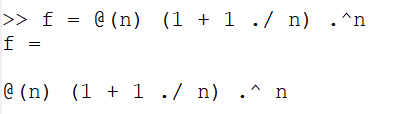 >> f = @(n) (1 + 1 ./ n) .^n
f =
@(n) (1 + 1 ./ n) .^ n